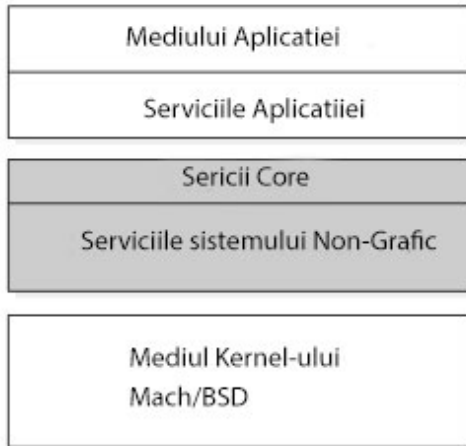 Mediului Aplicatiei
Serviciile Aplicatiiei
Sericii Core
Serviciile sistemului Non-Grafic
Mediul Kernel-ului
Mach/BSD